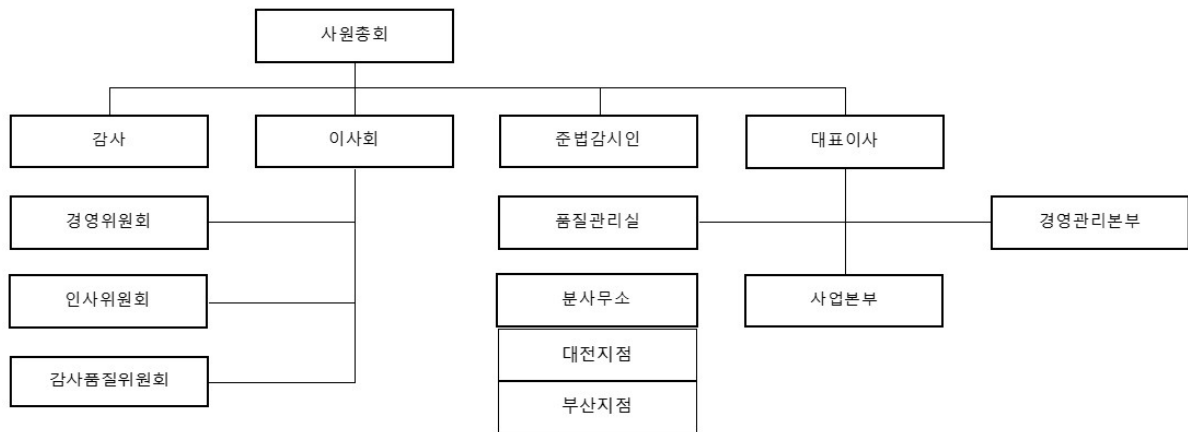 사원총회
감사
이사회
준법감시인
대표이사
경영위원회
품질관리실
경영관리본부
인사위원회
분사무소
사업본부
대전지점
감사품질위원회
부산지점